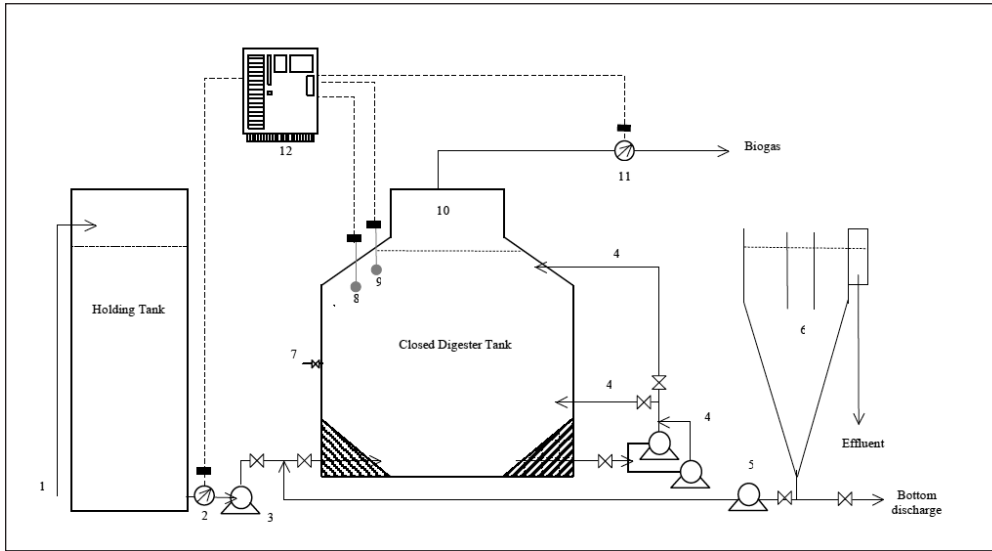 12
Biogas
11
10
4
9
8
Holding Tank
6
Closed Digester Tank
7
4
4
Effluent
5
1
2
3
Bottom
discharge